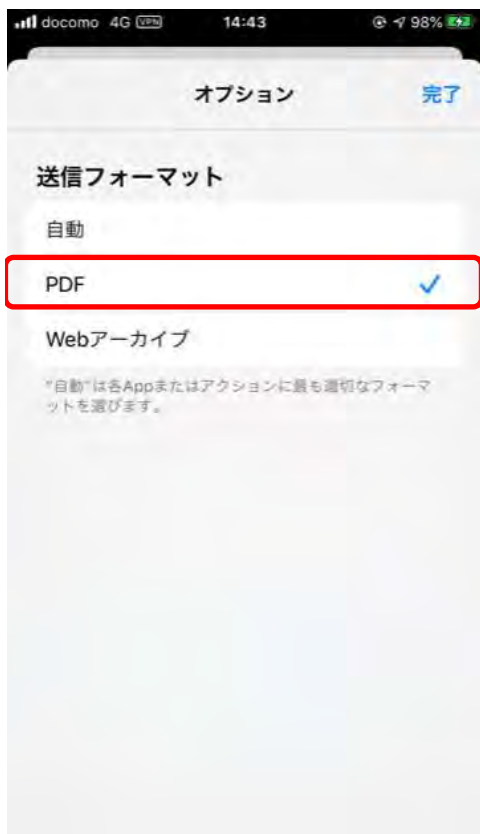 docomo 4G VPN 14:43 98%
オプション 完了
送信フォーマット
自動
PDF
Webアーカイブ
"自動"は各Appまたはアクションに最も適切なフォーマ
ットを選びます。